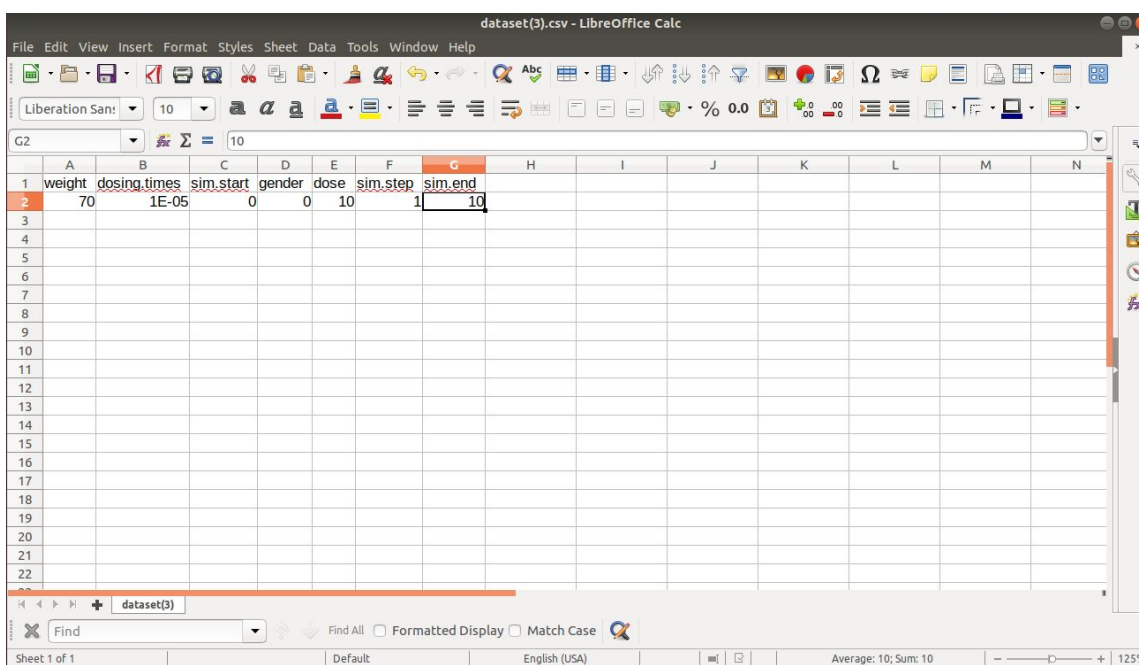 dataset(3).csv - LibreOffice Calc
File Edit View Insert Format Styles Sheet Data Tools Window Help
Liberation Sans 10 % 0.0
G2 Σ = 10
A B C D E F G H I J K L M N
1 weight dosing.times sim.start gender dose sim.step sim.end
2 70 1E-05 0 0 10 1 10
3
4
5
6
7
8
9
10
11
12
13
14
15
16
17
18
19
20
21
22
dataset(3)
Find Find All Formatted Display Match Case
Sheet 1 of 1 Default English (USA) Average: 10; Sum: 10 125%